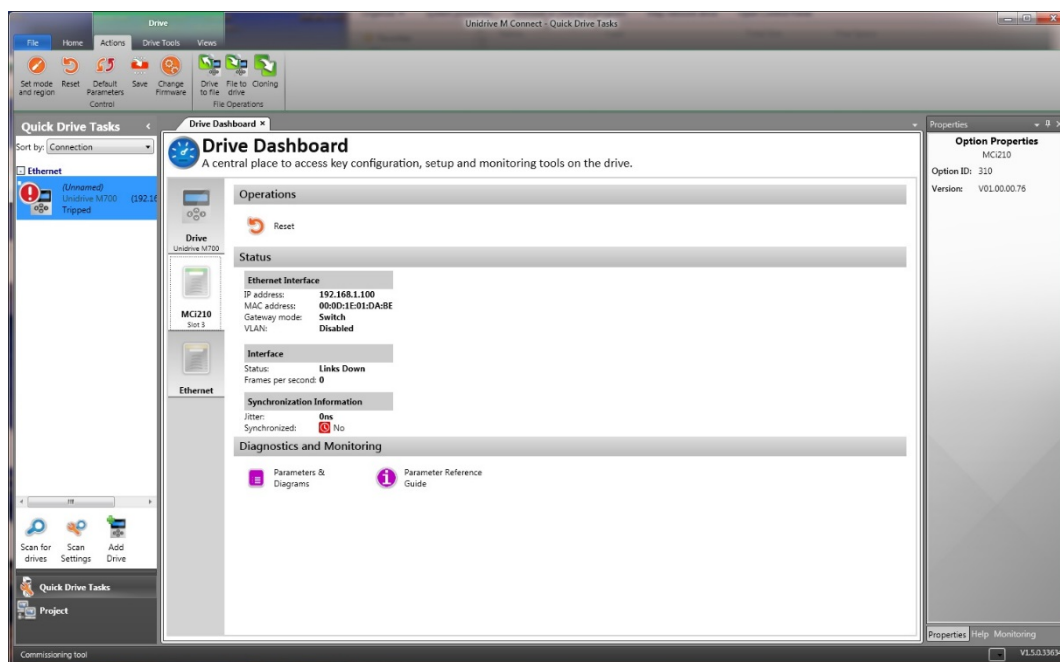 Drive
Unidrive M Connect - Quick Drive Tasks
File Home Actions Drive Tools Views
Set mode and region
Reset
Default Parameters
Save
Change Firmware
Drive to file
File to drive
Cloning
Control
File Operations
Quick Drive Tasks
Sort by: Connection
Ethernet
(Unnamed)
Unidrive M700 (192.16
Tripped
Scan for drives
Scan Settings
Add Drive
Quick Drive Tasks
Project
Commissioning tool
Drive Dashboard ×
Drive Dashboard
A central place to access key configuration, setup and monitoring tools on the drive.
Drive
Unidrive M700
MCi210
Slot 3
Ethernet
Operations
Reset
Status
Ethernet Interface
IP address: 192.168.1.100
MAC address: 00:0D:1E:01:DA:BE
Gateway mode: Switch
VLAN: Disabled
Interface
Status: Links Down
Frames per second: 0
Synchronization Information
Jitter: 0ns
Synchronized: No
Diagnostics and Monitoring
Parameters & Diagrams
Parameter Reference Guide
Properties
Option Properties
MCi210
Option ID: 310
Version: V01.00.00.76
Properties Help Monitoring